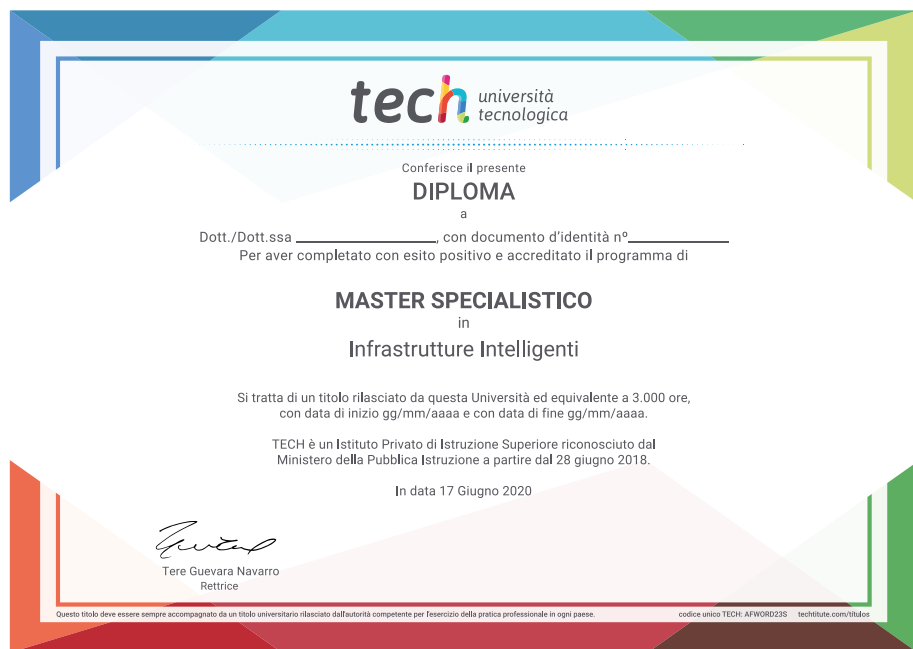 tech università
tecnologica
Conferisce il presente
DIPLOMA
a
Dott./Dott.ssa ________________, con documento d'identità nº____________
Per aver completato con esito positivo e accreditato il programma di
MASTER SPECIALISTICO
in
Infrastrutture Intelligenti
Si tratta di un titolo rilasciato da questa Università ed equivalente a 3.000 ore,
con data di inizio gg/mm/aaaa e con data di fine gg/mm/aaaa.
TECH è un Istituto Privato di Istruzione Superiore riconosciuto dal
Ministero della Pubblica Istruzione a partire dal 28 giugno 2018.
In data 17 Giugno 2020
Tere Guevara Navarro
Rettrice
Questo titolo deve essere sempre accompagnato da un titolo universitario rilasciato dall'autorità competente per l'esercizio della pratica professionale in ogni paese. codice unico TECH: AFWORD23S techtitute.com/títulos